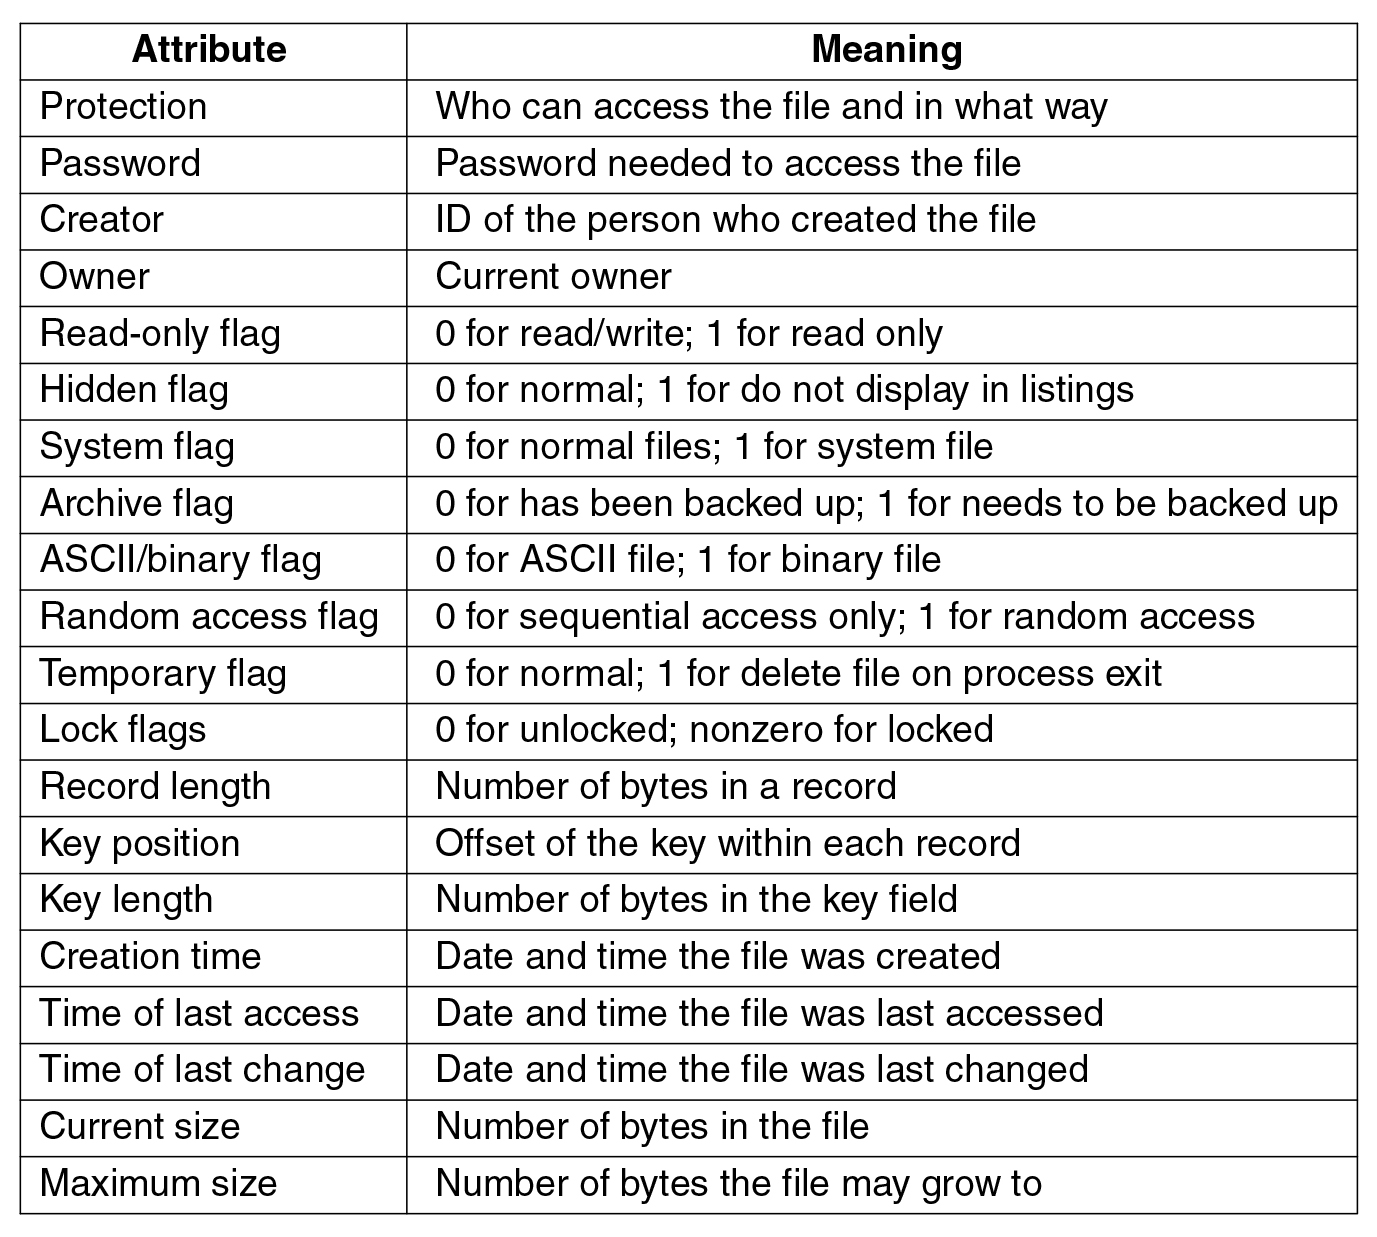 Attribute Meaning
Protection Who can access the file and in what way
Password Password needed to access the file
Creator ID of the person who created the file
Owner Current owner
Read-only flag 0 for read/write; 1 for read only
Hidden flag 0 for normal; 1 for do not display in listings
System flag 0 for normal files; 1 for system file
Archive flag 0 for has been backed up; 1 for needs to be backed up
ASCII/binary flag 0 for ASCII file; 1 for binary file
Random access flag 0 for sequential access only; 1 for random access
Temporary flag 0 for normal; 1 for delete file on process exit
Lock flags 0 for unlocked; nonzero for locked
Record length Number of bytes in a record
Key position Offset of the key within each record
Key length Number of bytes in the key field
Creation time Date and time the file was created
Time of last access Date and time the file was last accessed
Time of last change Date and time the file was last changed
Current size Number of bytes in the file
Maximum size Number of bytes the file may grow to